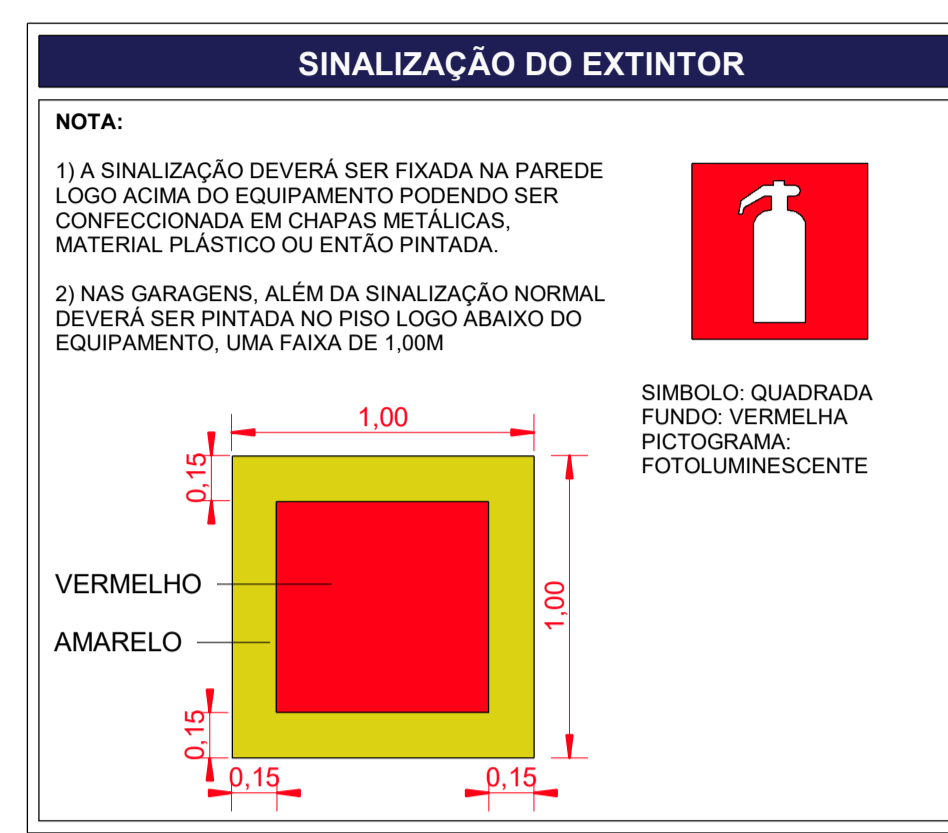 SINALIZAÇÃO DO EXTINTOR
NOTA:
1) A SINALIZAÇÃO DEVERÁ SER FIXADA NA PAREDE
LOGO ACIMA DO EQUIPAMENTO PODENDO SER
CONFECCIONADA EM CHAPAS METÁLICAS,
MATERIAL PLÁSTICO OU ENTÃO PINTADA.
2) NAS GARAGENS, ALÉM DA SINALIZAÇÃO NORMAL
DEVERÁ SER PINTADA NO PISO LOGO ABAIXO DO
EQUIPAMENTO, UMA FAIXA DE 1,00M
SIMBOLO: QUADRADA
FUNDO: VERMELHA
PICTOGRAMA:
FOTOLUMINESCENTE
1,00
0,15
VERMELHO
1,00
AMARELO
0,15
0,15
0,15